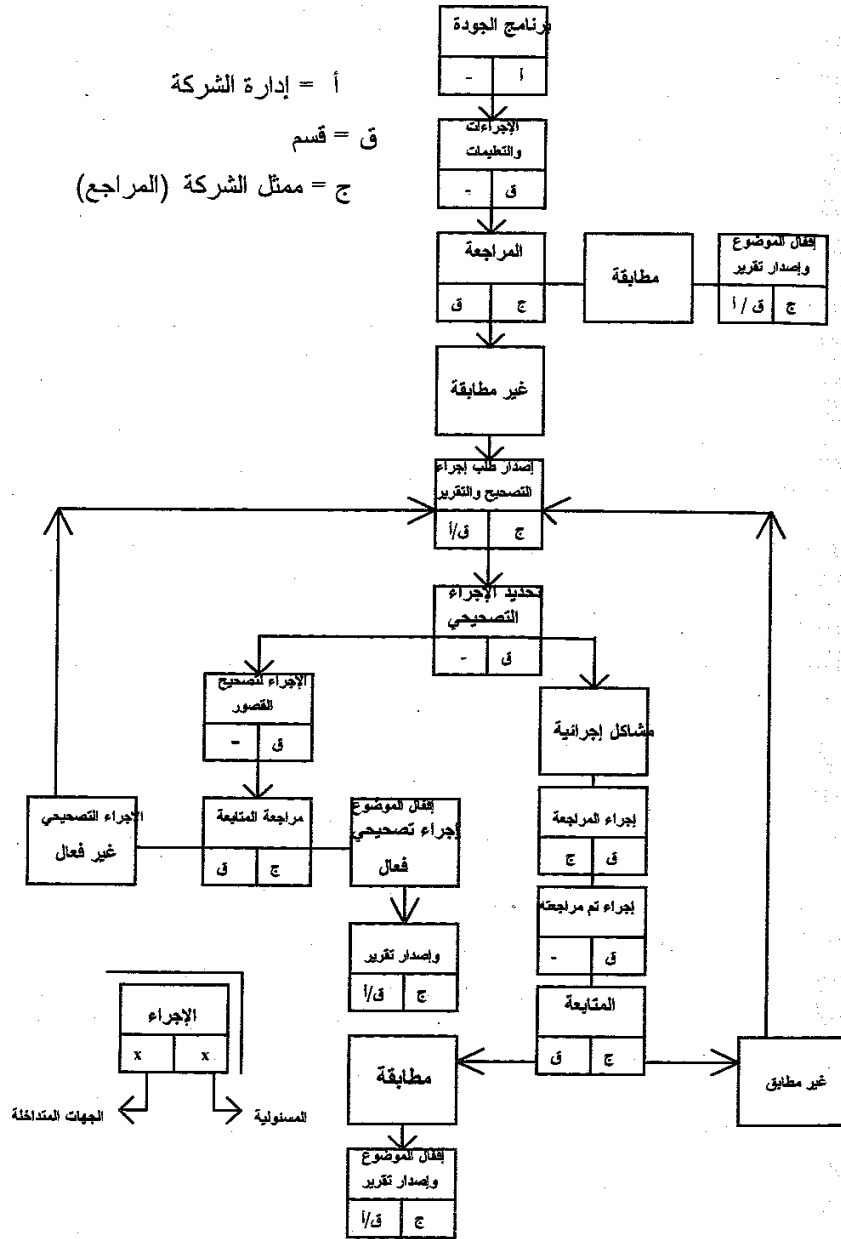 برنامج الجودة
أ -
أ = إدارة الشركة
ق = قسم
ج = ممثل الشركة (المراجع)
الإجراءات
والتعليمات
ق -
المراجعة
ج ق
مطابقة
إقفال الموضوع
وإصدار تقرير
ج ق / أ
غير مطابقة
إصدار طلب إجراء
التصحيح والتقرير
ج ق/أ
تحديد الإجراء
التصحيحي
ق -
الإجراء لتصحيح
القصور
ق -
مشاكل إجرائية
إجراء المراجعة
ق ج
إجراء تم مراجعته
ق -
المتابعة
ج ق
غير مطابق
مراجعة المتابعة
ج ق
الإجراء التصحيحي
غير فعال
إقفال الموضوع
إجراء تصحيحي
فعال
وإصدار تقرير
ج ق/أ
مطابقة
إقفال الموضوع
وإصدار تقرير
ج ق/أ
الإجراء
x x
المسئولية
الجهات المتداخلة